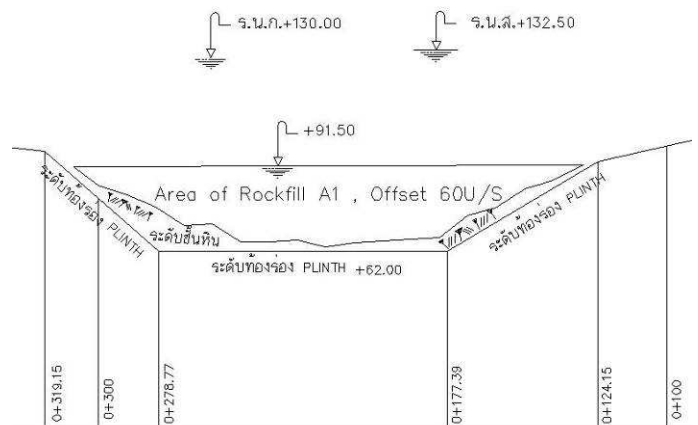 ร.น.ก.+130.00
ร.น.ส.+132.50
+91.50
Area of Rockfill A1 , Offset 60U/S
ระดับท้องร่อง PLINTH
ระดับชั้นหิน
ระดับท้องร่อง PLINTH
ระดับท้องร่อง PLINTH +62.00
0+319.15
0+300
0+278.77
0+177.39
0+124.15
0+100